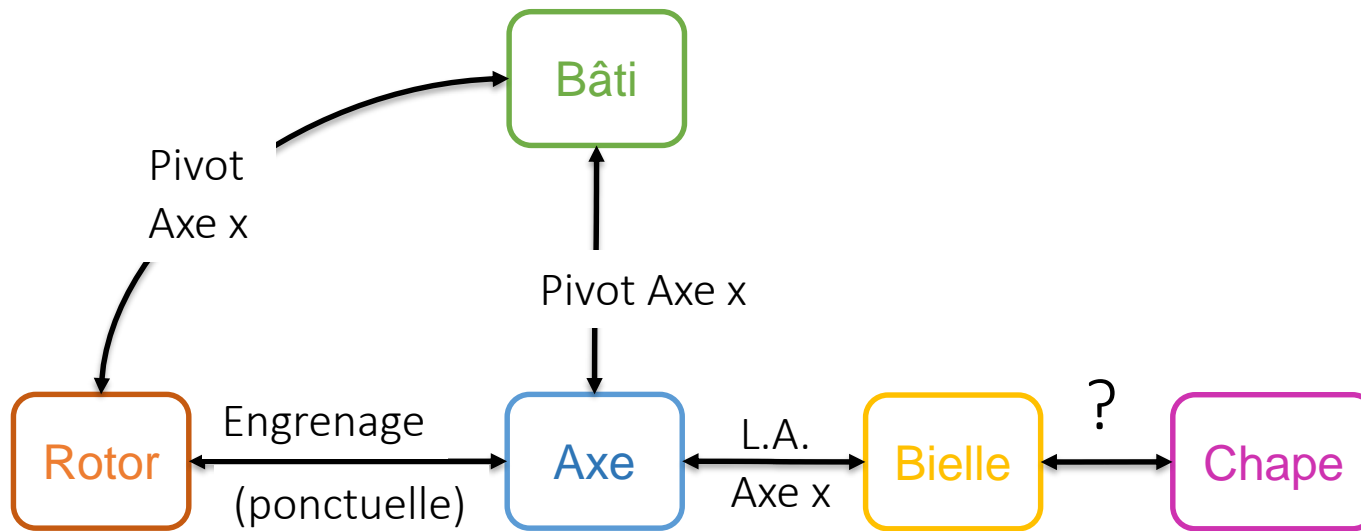 Bâti
Pivot
Axe x
Pivot Axe x
Rotor
Engrenage
(ponctuelle)
Axe
L.A.
Axe x
Bielle
?
Chape